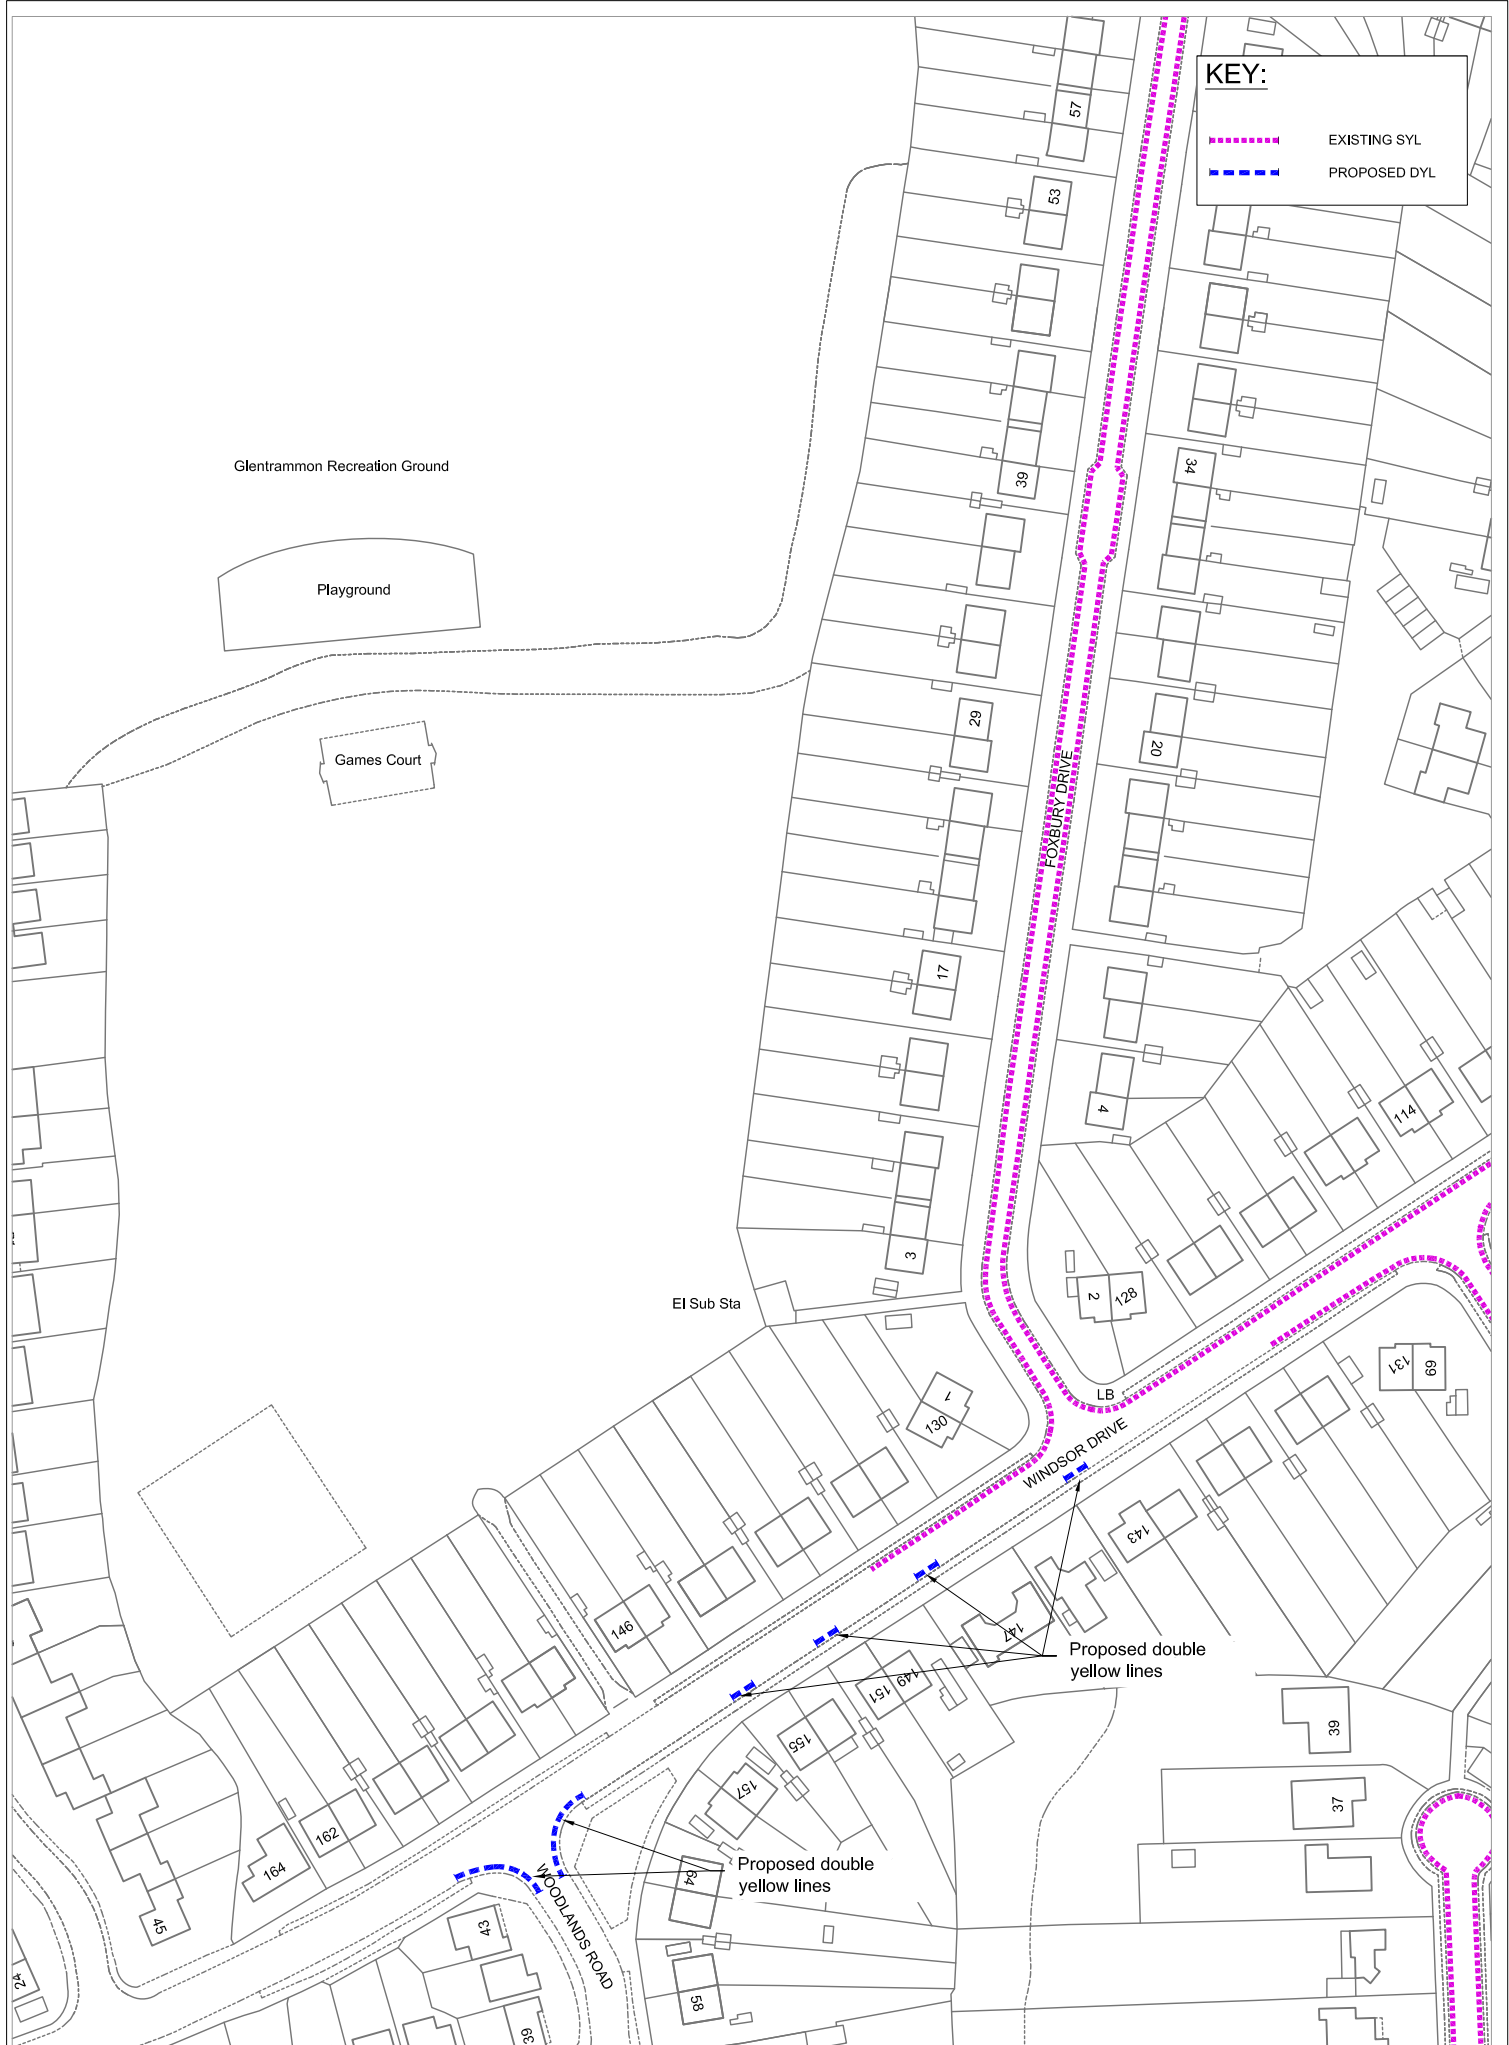 KEY:
EXISTING SYL
PROPOSED DYL
57
53
39
34
29
20
17
4
3
2
128
114
1
130
131
69
LB
FOXBURY DRIVE
WINDSOR DRIVE
Glentrammon Recreation Ground
Playground
Games Court
El Sub Sta
143
146
147
149
151
155
157
Proposed double
yellow lines
39
37
162
164
45
64
Proposed double
yellow lines
WOODLANDS ROAD
43
24
58
39